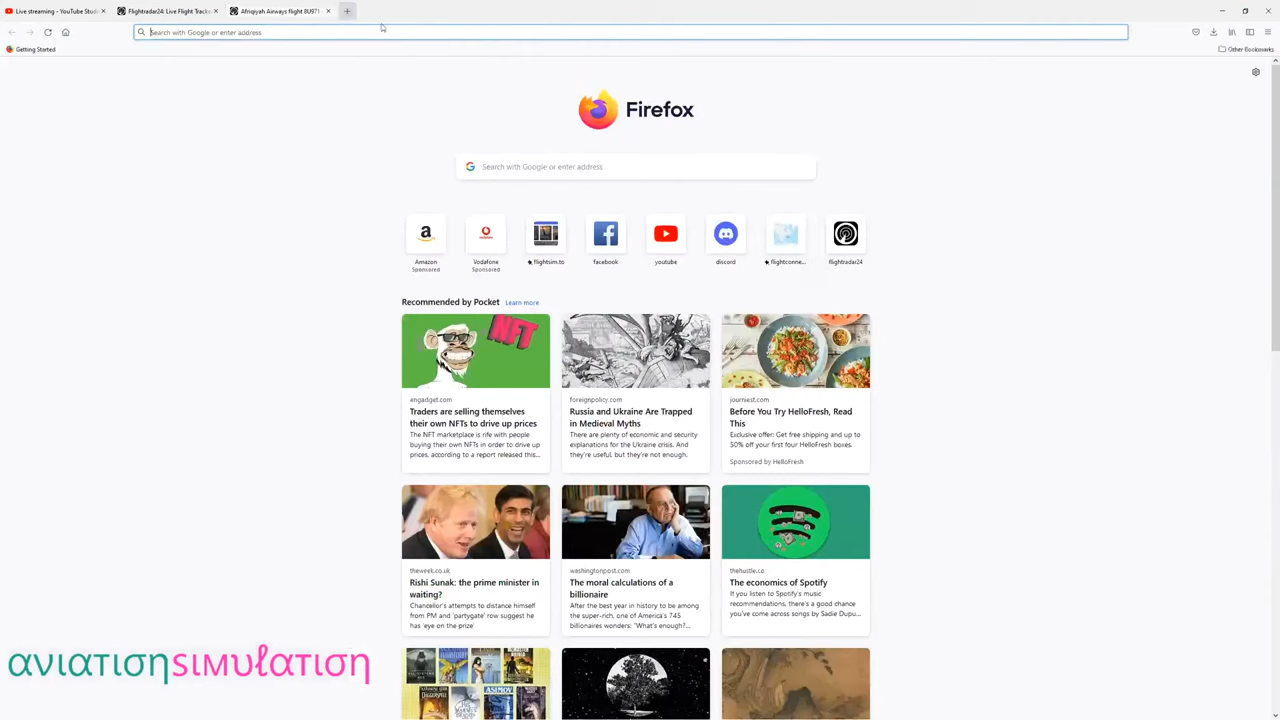 Live streaming - YouTube Studi
Flightradar24: Live Flight Tracke
Afriqiyah Airways flight 8U971
Search with Google or enter address
Getting Started
Other Bookmarks
Firefox
Search with Google or enter address
a
Amazon
Sponsored
Vodafone
Sponsored
flightsim.to
facebook
youtube
discord
flightconne...
flightradar24
Recommended by Pocket Learn more
NFT
engadget.com
Traders are selling themselves
their own NFTs to drive up prices
The NFT marketplace is rife with people
buying their own NFTs in order to drive up
prices, according to a report released this...
foreignpolicy.com
Russia and Ukraine Are Trapped
in Medieval Myths
There are plenty of economic and security
explanations for the Ukraine crisis. And
they're useful, but they're not enough.
journiest.com
Before You Try HelloFresh, Read
This
Exclusive offer: Get free shipping and up to
50% off your first four HelloFresh boxes.
Sponsored by HelloFresh
theweek.co.uk
Rishi Sunak: the prime minister in
waiting?
Chancellor's attempts to distance himself
from PM and 'partygate' row suggest he
has 'eye on the prize'
washingtonpost.com
The moral calculations of a
billionaire
After the best year in history to be among
the super-rich, one of America's 745
billionaires wonders: "What's enough?...
thehustle.co
The economics of Spotify
If you listen to Spotify's music
recommendations, there's a good chance
you've come across songs by Sadie Dupu...
ASIMOV
ανιατιση simulatιση